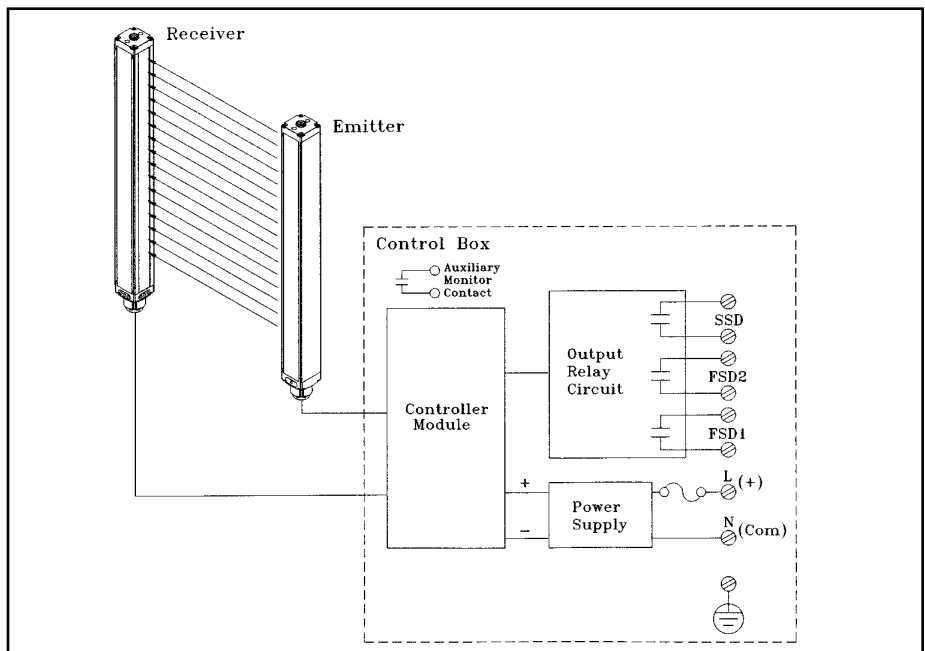 Receiver
Emitter
Control Box
Auxiliary
Monitor
Contact
Controller
Module
Output
Relay
Circuit
SSD
FSD2
FSD1
+
−
Power
Supply
L (+)
N (Com)